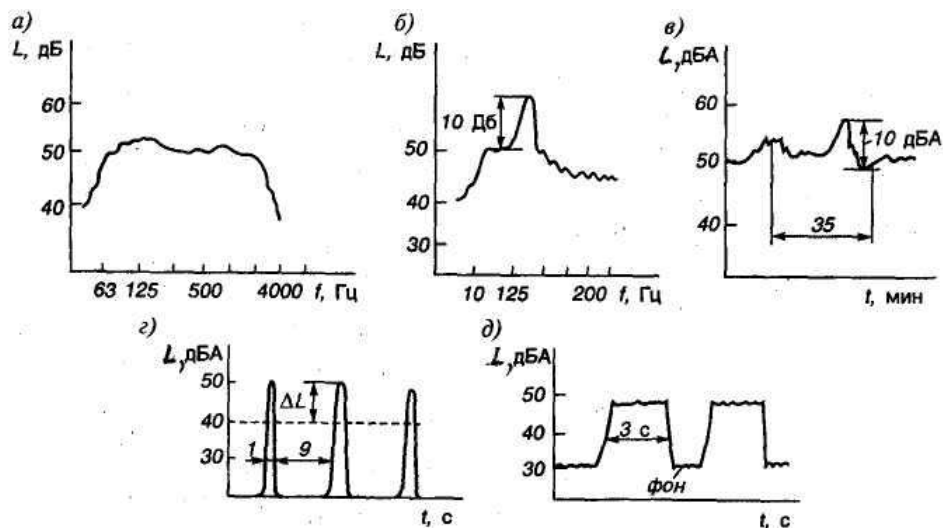 а)
L, дБ
60
50
40
63 125 500 4000 f, Гц
б)
L, дБ
60
50
40
30
10 Дб
10 125 200 f, Гц
в)
L, дБА
60
50
40
10 дБА
35
t, мин
г)
L, дБА
50
40
30
ΔL
1 9
t, с
д)
L, дБА
50
40
30
3 с
фон
t, с